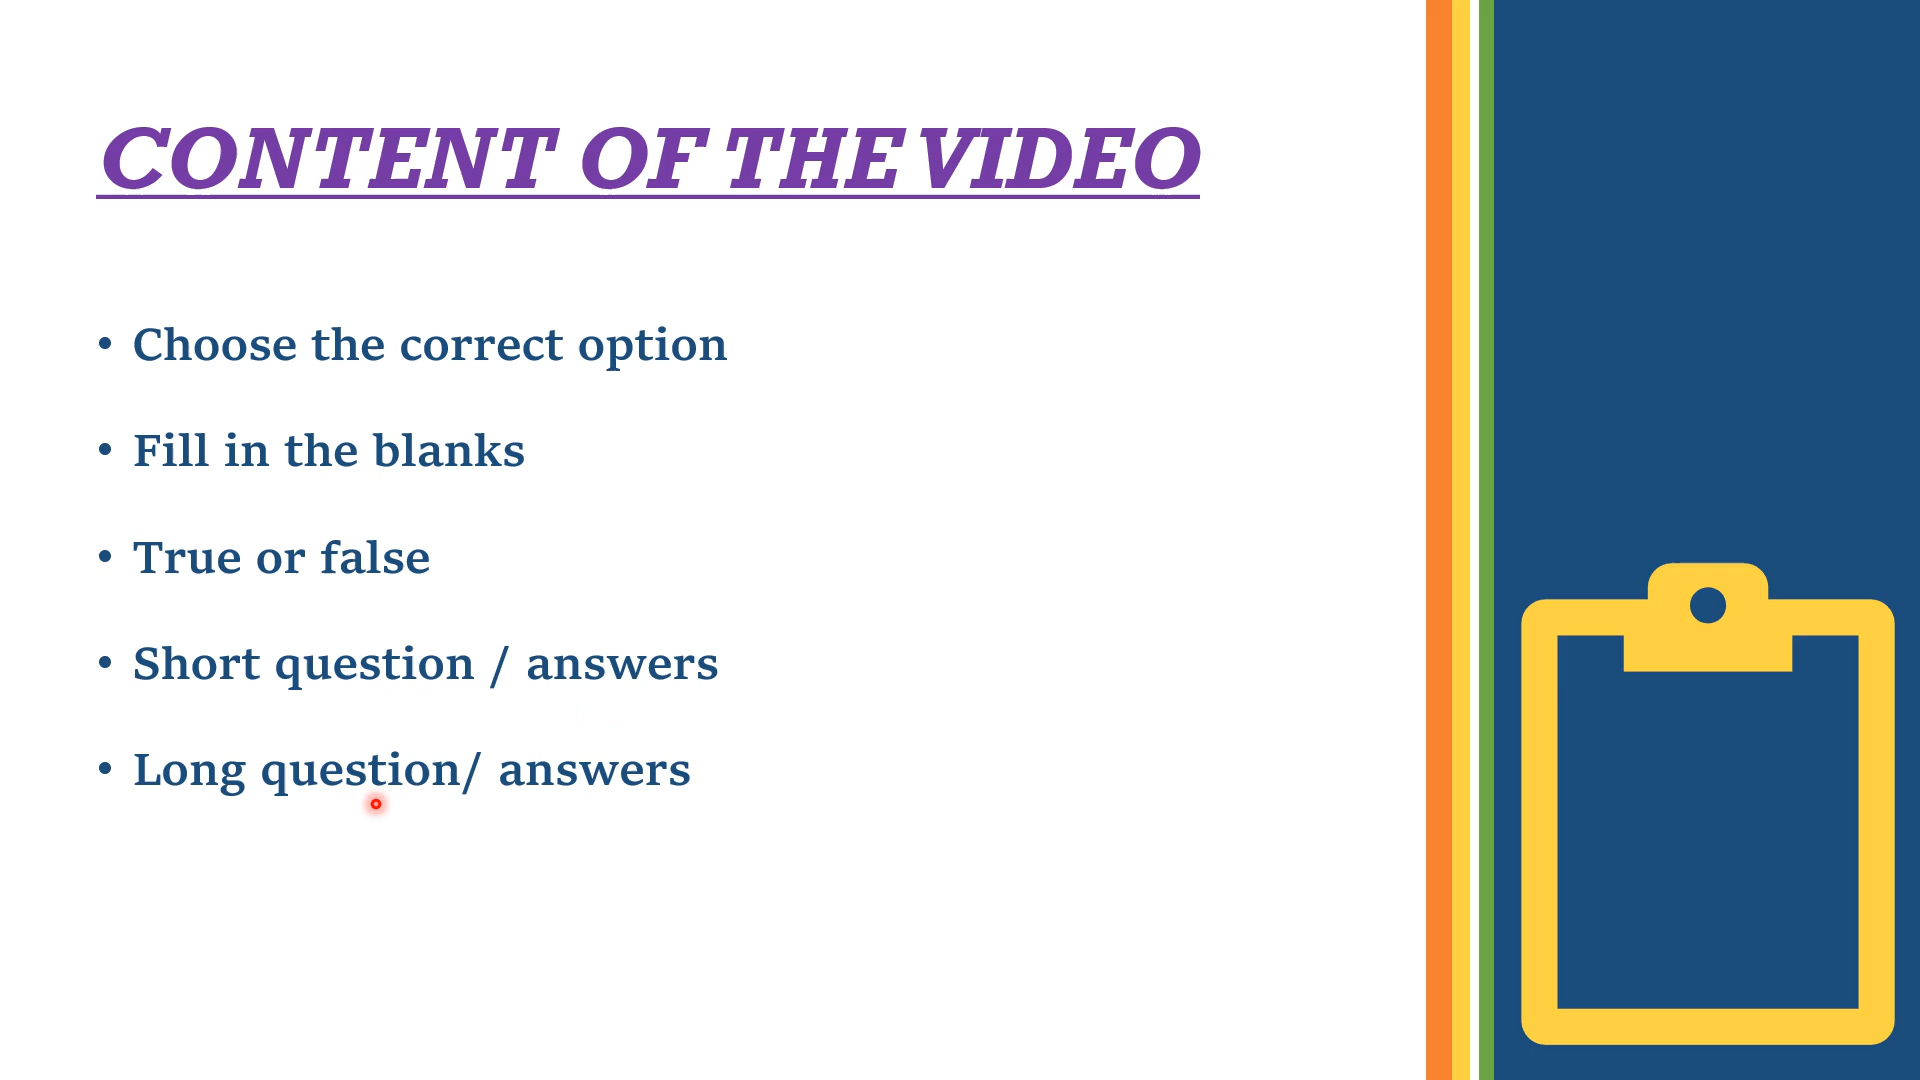 CONTENT OF THE VIDEO
• Choose the correct option
• Fill in the blanks
• True or false
• Short question / answers
• Long question/ answers